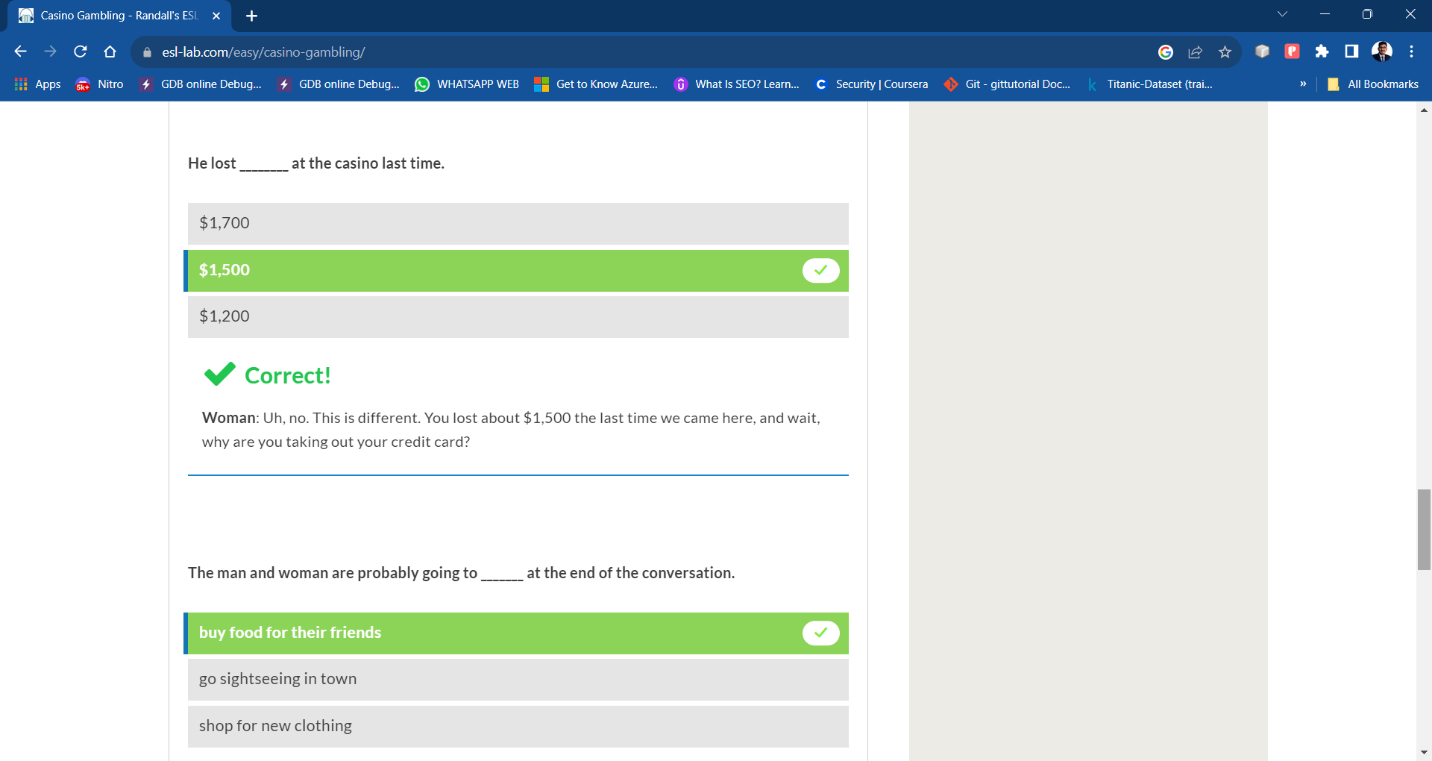 Casino Gambling - Randall's ESL
esl-lab.com/easy/casino-gambling/
Apps Nitro GDB online Debug... GDB online Debug... WHATSAPP WEB Get to Know Azure... What Is SEO? Learn... Security | Coursera Git - gittutorial Doc... Titanic-Dataset (trai... » All Bookmarks
He lost ________ at the casino last time.
$1,700
$1,500
$1,200
Correct!
Woman: Uh, no. This is different. You lost about $1,500 the last time we came here, and wait,
why are you taking out your credit card?
The man and woman are probably going to _______ at the end of the conversation.
buy food for their friends
go sightseeing in town
shop for new clothing